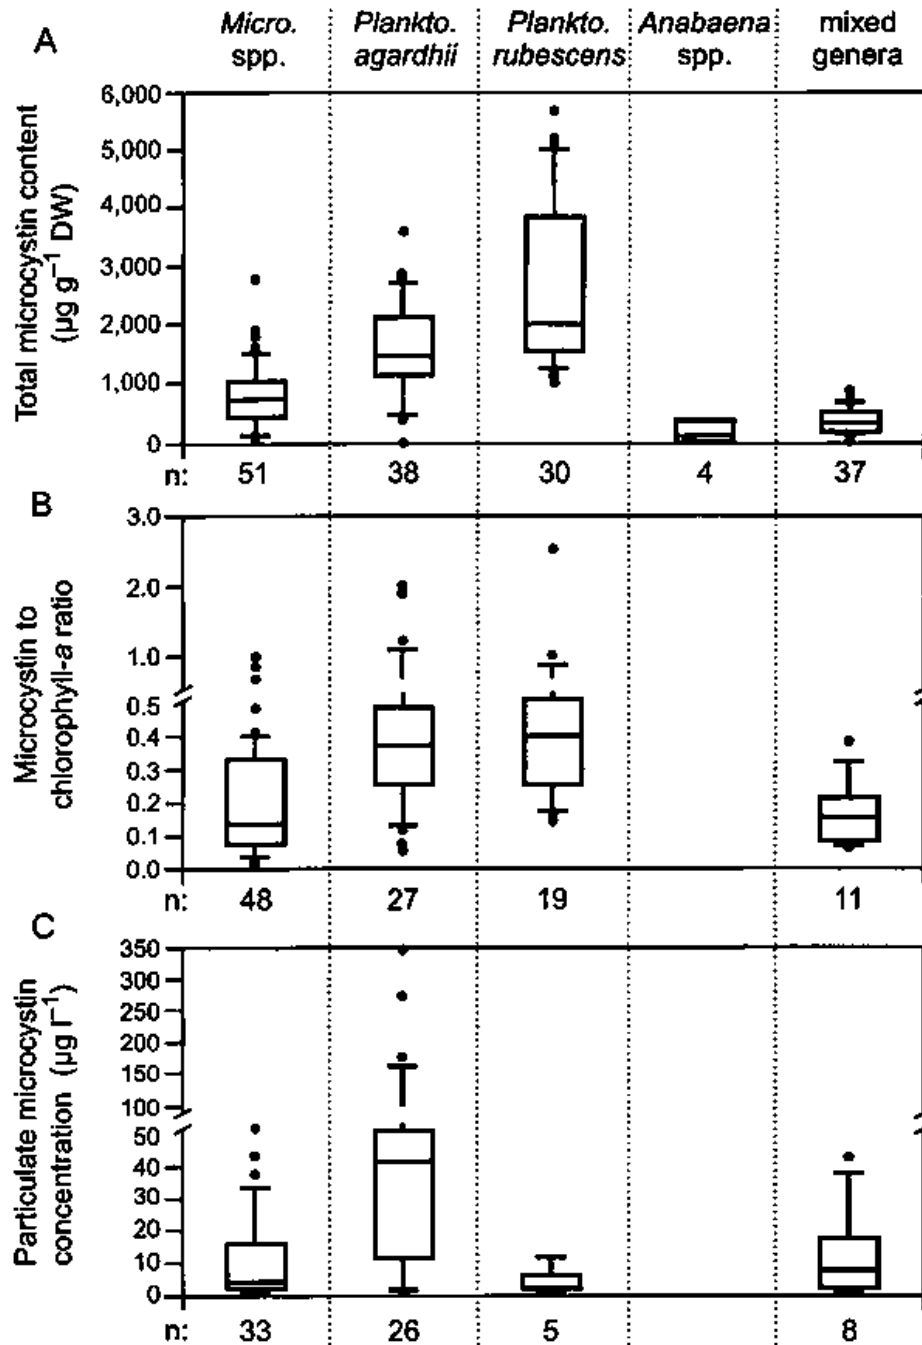 A
Micro. spp.
Plankto. agardhii
Plankto. rubescens
Anabaena spp.
mixed genera
Total microcystin content
(µg g⁻¹ DW)
6,000
5,000
4,000
3,000
2,000
1,000
0
n: 51 38 30 4 37
B
Microcystin to
chlorophyll-a ratio
3.0
2.0
1.0
0.5
0.4
0.3
0.2
0.1
0.0
n: 48 27 19 11
C
Particulate microcystin
concentration (µg l⁻¹)
350
300
250
200
150
100
50
40
30
20
10
0
n: 33 26 5 8